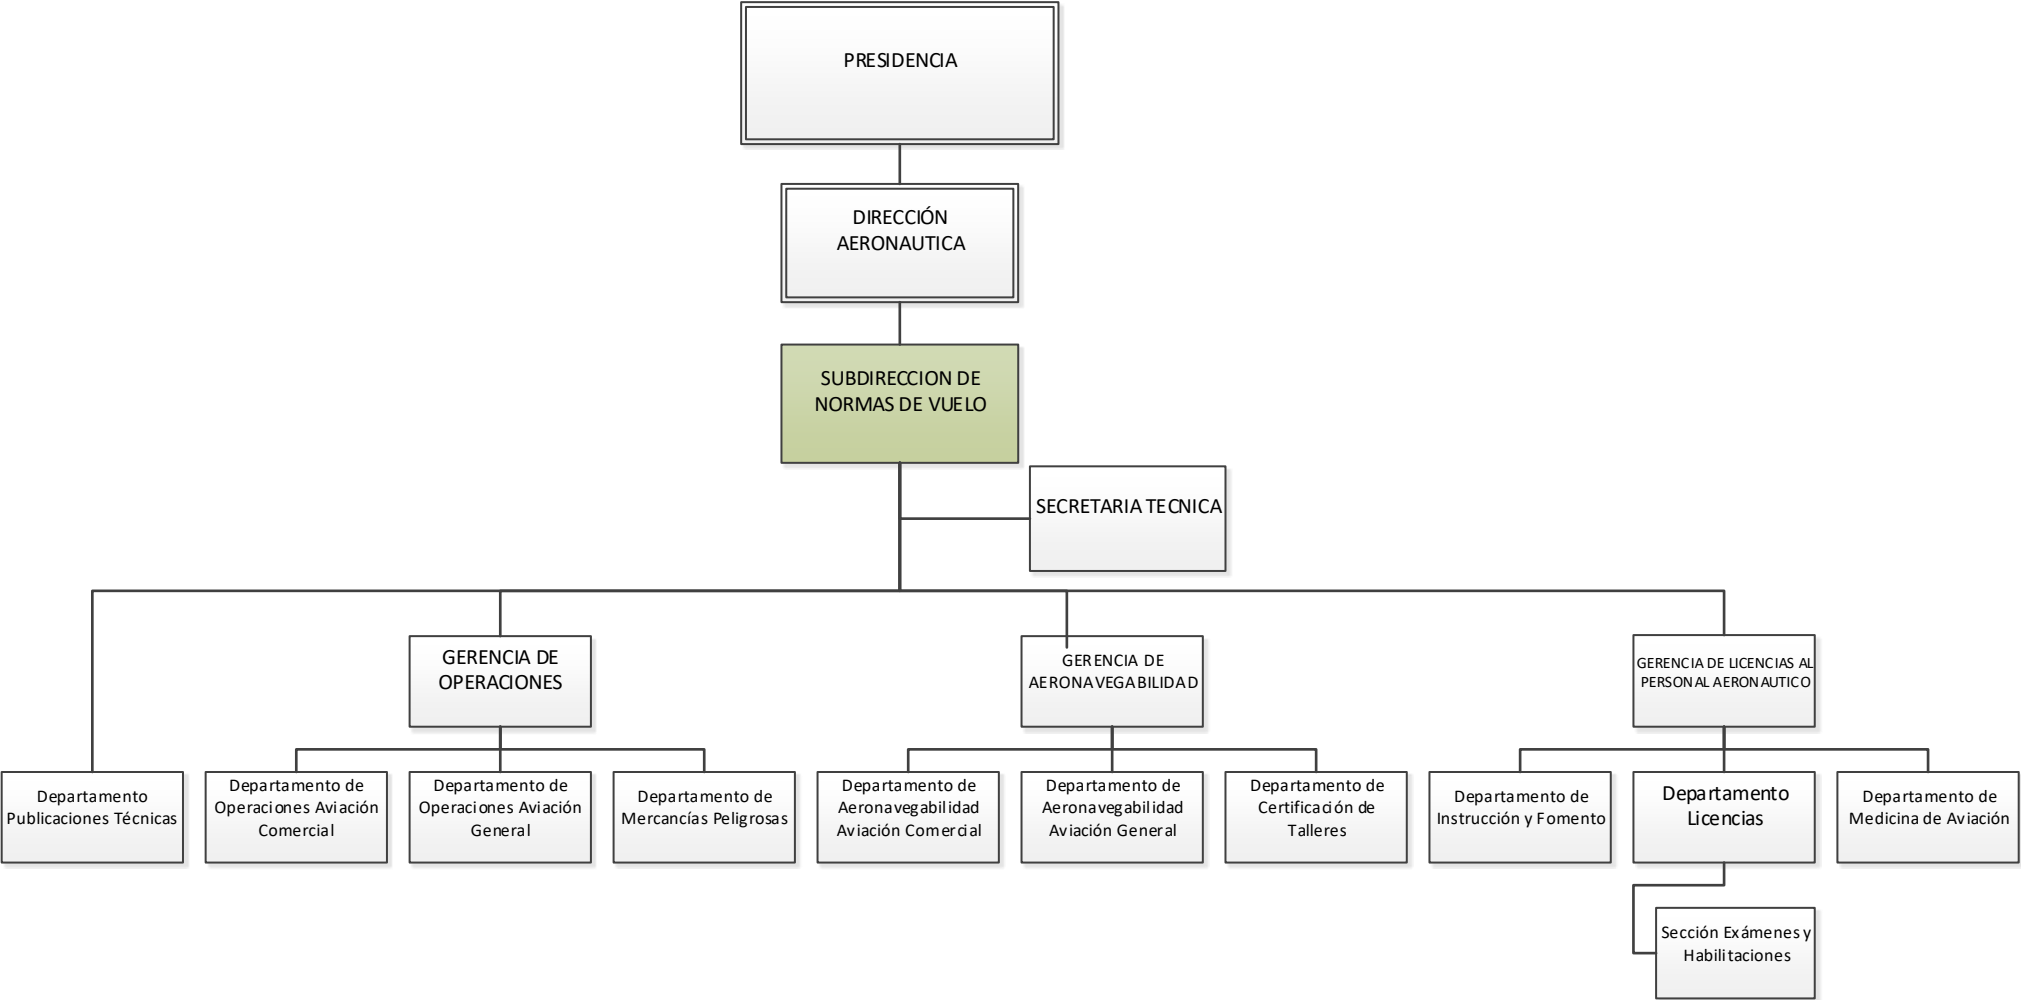 PRESIDENCIA
DIRECCIÓN
AERONAUTICA
SUBDIRECCION DE
NORMAS DE VUELO
SECRETARIA TECNICA
GERENCIA DE
OPERACIONES
GERENCIA DE
AERONAVEGABILIDAD
GERENCIA DE LICENCIAS AL
PERSONAL AERONAUTICO
Departamento
Publicaciones Técnicas
Departamento de
Operaciones Aviación
Comercial
Departamento de
Operaciones Aviación
General
Departamento de
Mercancías Peligrosas
Departamento de
Aeronavegabilidad
Aviación Comercial
Departamento de
Aeronavegabilidad
Aviación General
Departamento de
Certificación de
Talleres
Departamento de
Instrucción y Fomento
Departamento
Licencias
Departamento de
Medicina de Aviación
Sección Exámenes y
Habilitaciones